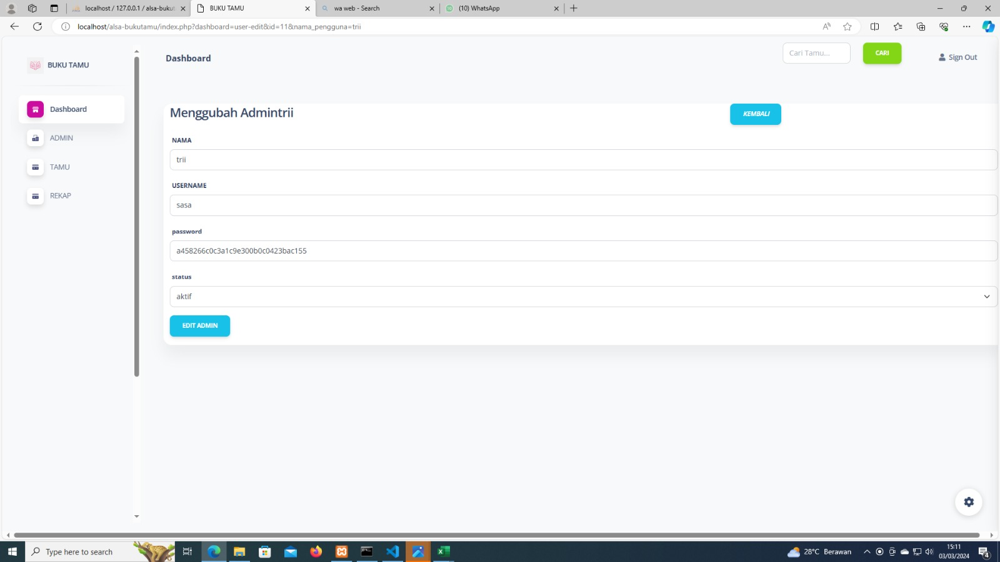 localhost / 127.0.0.1 / alsa-bukut
BUKU TAMU
wa web - Search
(10) WhatsApp
localhost/alsa-bukutamu/index.php?dashboard=user-edit&id=11&nama_pengguna=trii
BUKU TAMU
Dashboard
Cari Tamu...
CARI
Sign Out
Dashboard
ADMIN
TAMU
REKAP
Menggubah Admintrii
KEMBALI
NAMA
trii
USERNAME
sasa
password
a458266c0c3a1c9e300b0c0423bac155
status
aktif
EDIT ADMIN
Type here to search
28°C Berawan
15:11
03/03/2024
4